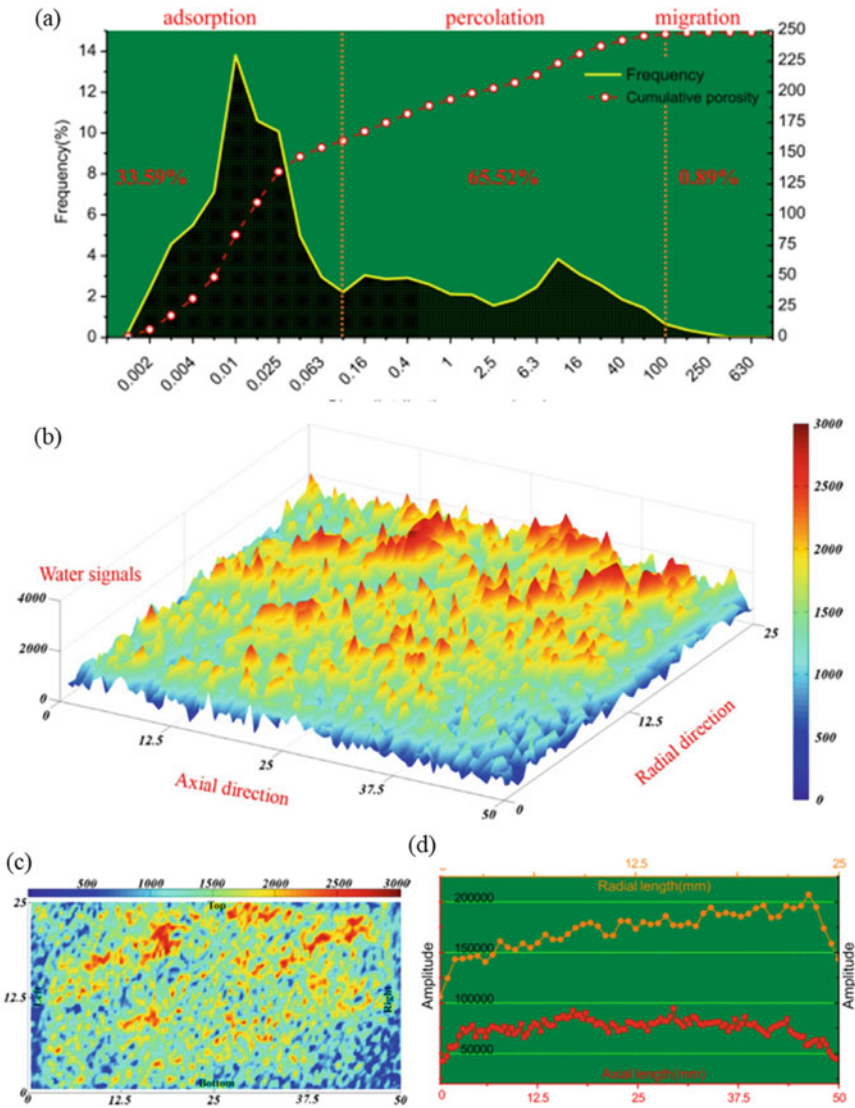 (a)
adsorption percolation migration
Frequency
Cumulative porosity
33.59% 65.52% 0.89%
Frequency(%)
14
12
10
8
6
4
2
0
250
225
200
175
150
125
100
75
50
25
0
0.002 0.004 0.01 0.025 0.063 0.16 0.4 1 2.5 6.3 16 40 100 250 630
(b)
Water signals
4000
2000
0
0
12.5
25
37.5
50
Axial direction
0
12.5
25
Radial direction
3000
2500
2000
1500
1000
500
0
(c)
500 1000 1500 2000 2500 3000
25
12.5
0
Top
Left
Right
Bottom
0 12.5 25 37.5 50
(d)
12.5 25
Radial length(mm)
200000
150000
100000
50000
Amplitude
Amplitude
Axial length(mm)
0 12.5 25 37.5 50